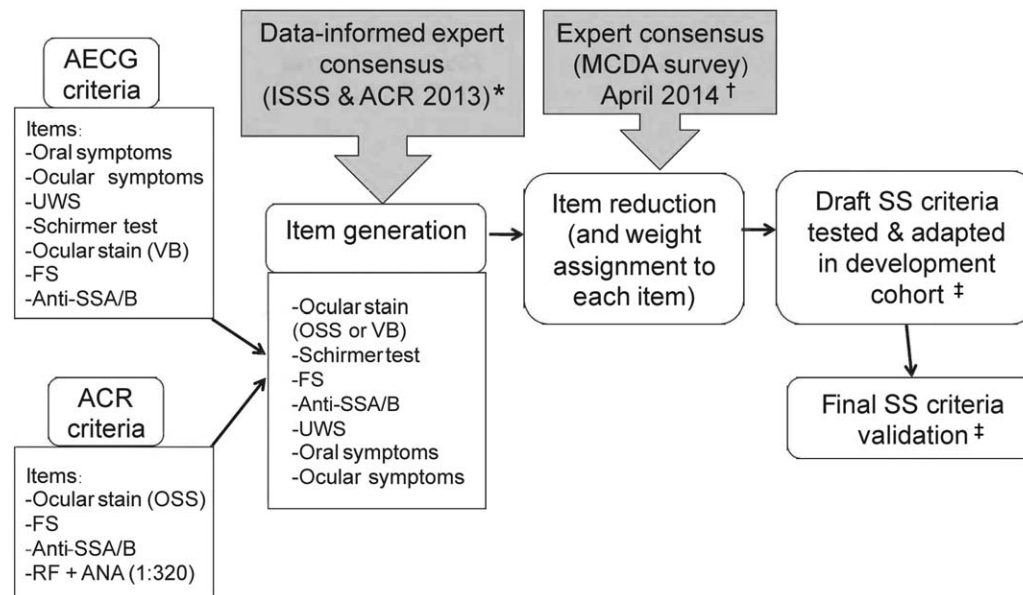 AECG
criteria
Items:
-Oral symptoms
-Ocular symptoms
-UWS
-Schirmer test
-Ocular stain (VB)
-FS
-Anti-SSA/B
ACR
criteria
Items:
-Ocular stain (OSS)
-FS
-Anti-SSA/B
-RF + ANA (1:320)
Data-informed expert
consensus
(ISSS & ACR 2013)*
Item generation
-Ocular stain
(OSS or VB)
-Schirmer test
-FS
-Anti-SSA/B
-UWS
-Oral symptoms
-Ocular symptoms
Expert consensus
(MCDA survey)
April 2014 †
Item reduction
(and weight
assignment to
each item)
Draft SS criteria
tested & adapted
in development
cohort ‡
Final SS criteria
validation ‡